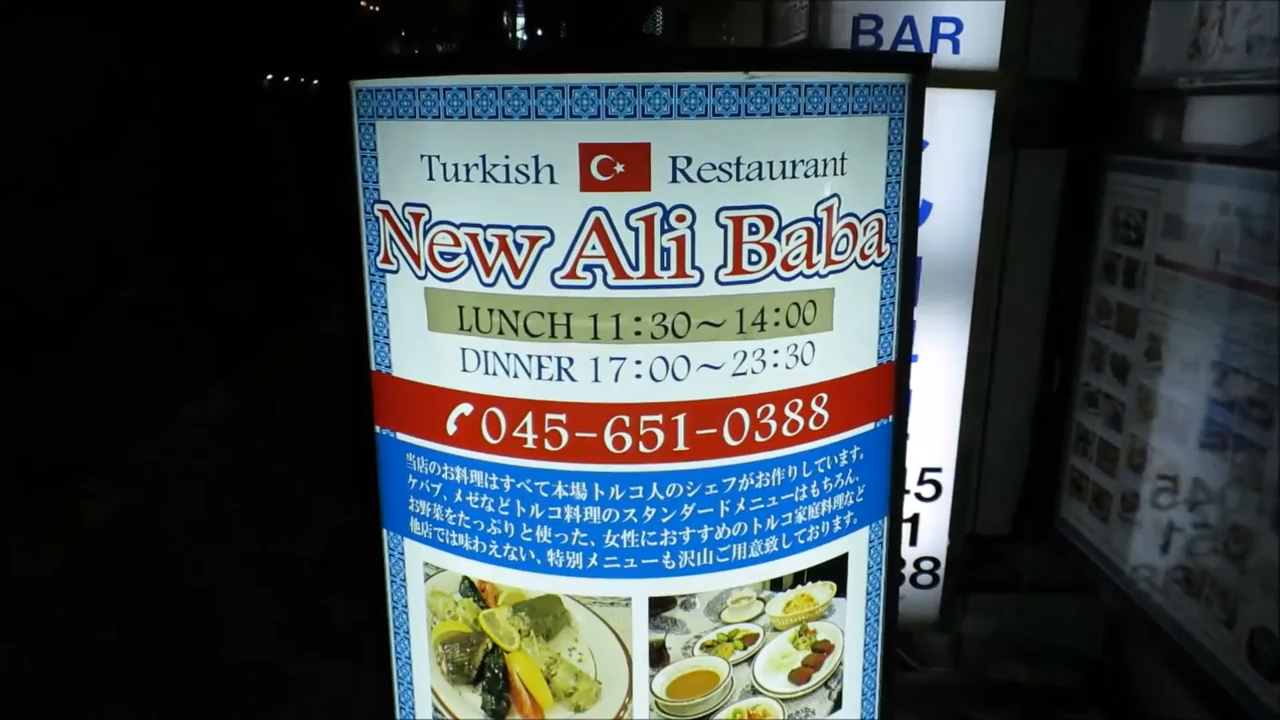 BAR
Turkish Restaurant
New Ali Baba
LUNCH 11:30～14:00
DINNER 17:00～23:30
045-651-0388
当店のお料理はすべて本場トルコ人のシェフがお作りしています。
ケバブ、メゼなどトルコ料理のスタンダードメニューはもちろん、
お野菜をたっぷりと使った、女性におすすめのトルコ家庭料理など
他店では味わえない、特別メニューも沢山ご用意致しております。
45
1
88